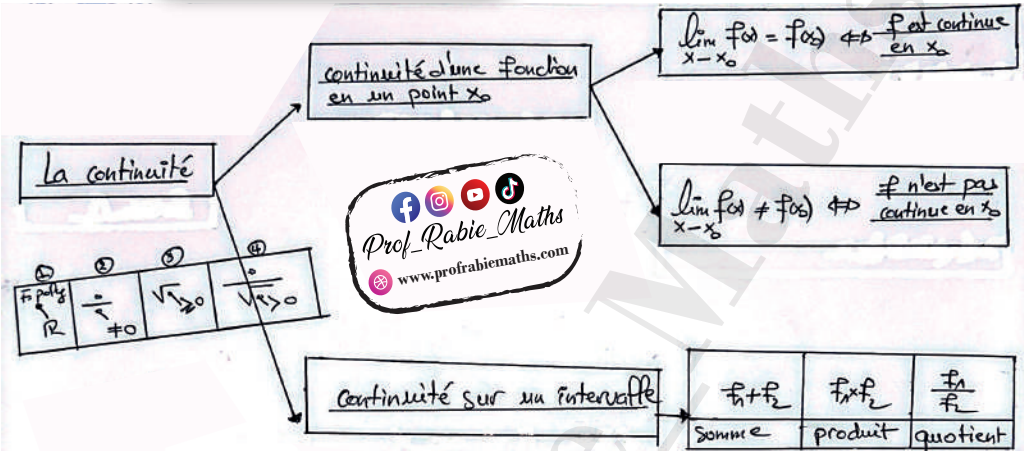 La continuité
continuité d'une fonction
en un point x₀
lim f(x) = f(x₀) ⇔ f est continue
x→x₀ en x₀
lim f(x) ≠ f(x₀) ⇔ f n'est pas
x→x₀ continue en x₀
Prof_Rabie_Maths
www.profrabiemaths.com
① ② ③ ④
F poly
ℝ
≠0
√ ≥0
√ >0
continuité sur un intervalle
f₁+f₂ f₁×f₂ f₁/f₂
somme produit quotient
e-Maths